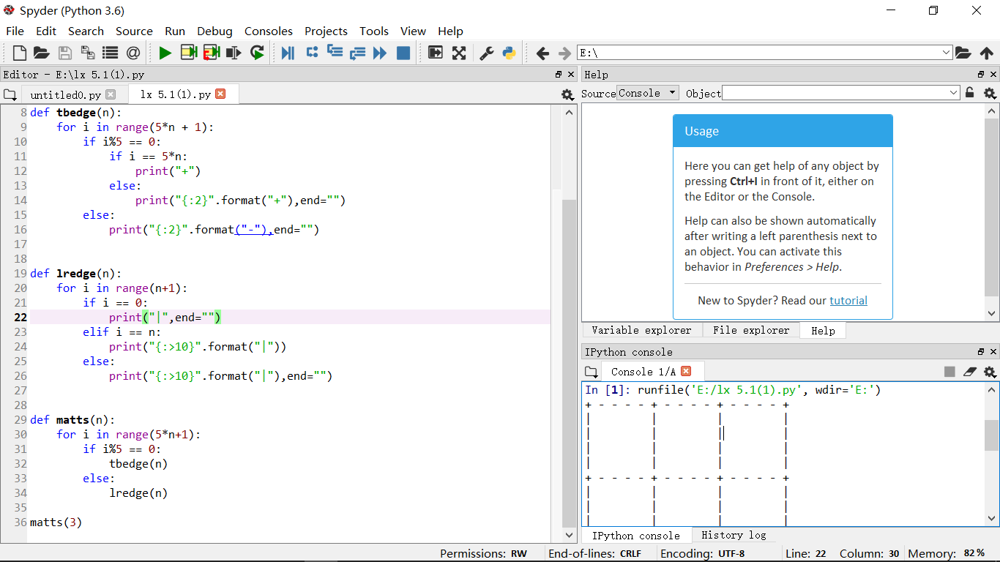 Spyder (Python 3.6)
File Edit Search Source Run Debug Consoles Projects Tools View Help
E:\
Editor - E:\lx 5.1(1).py
untitled0.py lx 5.1(1).py
8 def tbedge(n):
9     for i in range(5*n + 1):
10         if i%5 == 0:
11             if i == 5*n:
12                 print("+")
13             else:
14                 print("{:2}".format("+"),end="")
15         else:
16             print("{:2}".format("-"),end="")
17
18
19 def lredge(n):
20     for i in range(n+1):
21         if i == 0:
22             print("|",end="")
23         elif i == n:
24             print("{:>10}".format("|"))
25         else:
26             print("{:>10}".format("|"),end="")
27
28
29 def matts(n):
30     for i in range(5*n+1):
31         if i%5 == 0:
32             tbedge(n)
33         else:
34             lredge(n)
35
36 matts(3)
Help
Source Console Object
Usage
Here you can get help of any object by
pressing Ctrl+I in front of it, either on
the Editor or the Console.
Help can also be shown automatically
after writing a left parenthesis next to
an object. You can activate this
behavior in Preferences > Help.
New to Spyder? Read our tutorial
Variable explorer File explorer Help
IPython console
Console 1/A
In [1]: runfile('E:/lx 5.1(1).py', wdir='E:')
+ - - - - + - - - - + - - - - +
|         |         |         |
|         |         |         |
|         |         |         |
|         |         |         |
+ - - - - + - - - - + - - - - +
|         |         |         |
|         |         |         |
|         |         |         |
IPython console History log
Permissions: RW End-of-lines: CRLF Encoding: UTF-8 Line: 22 Column: 30 Memory: 82 %